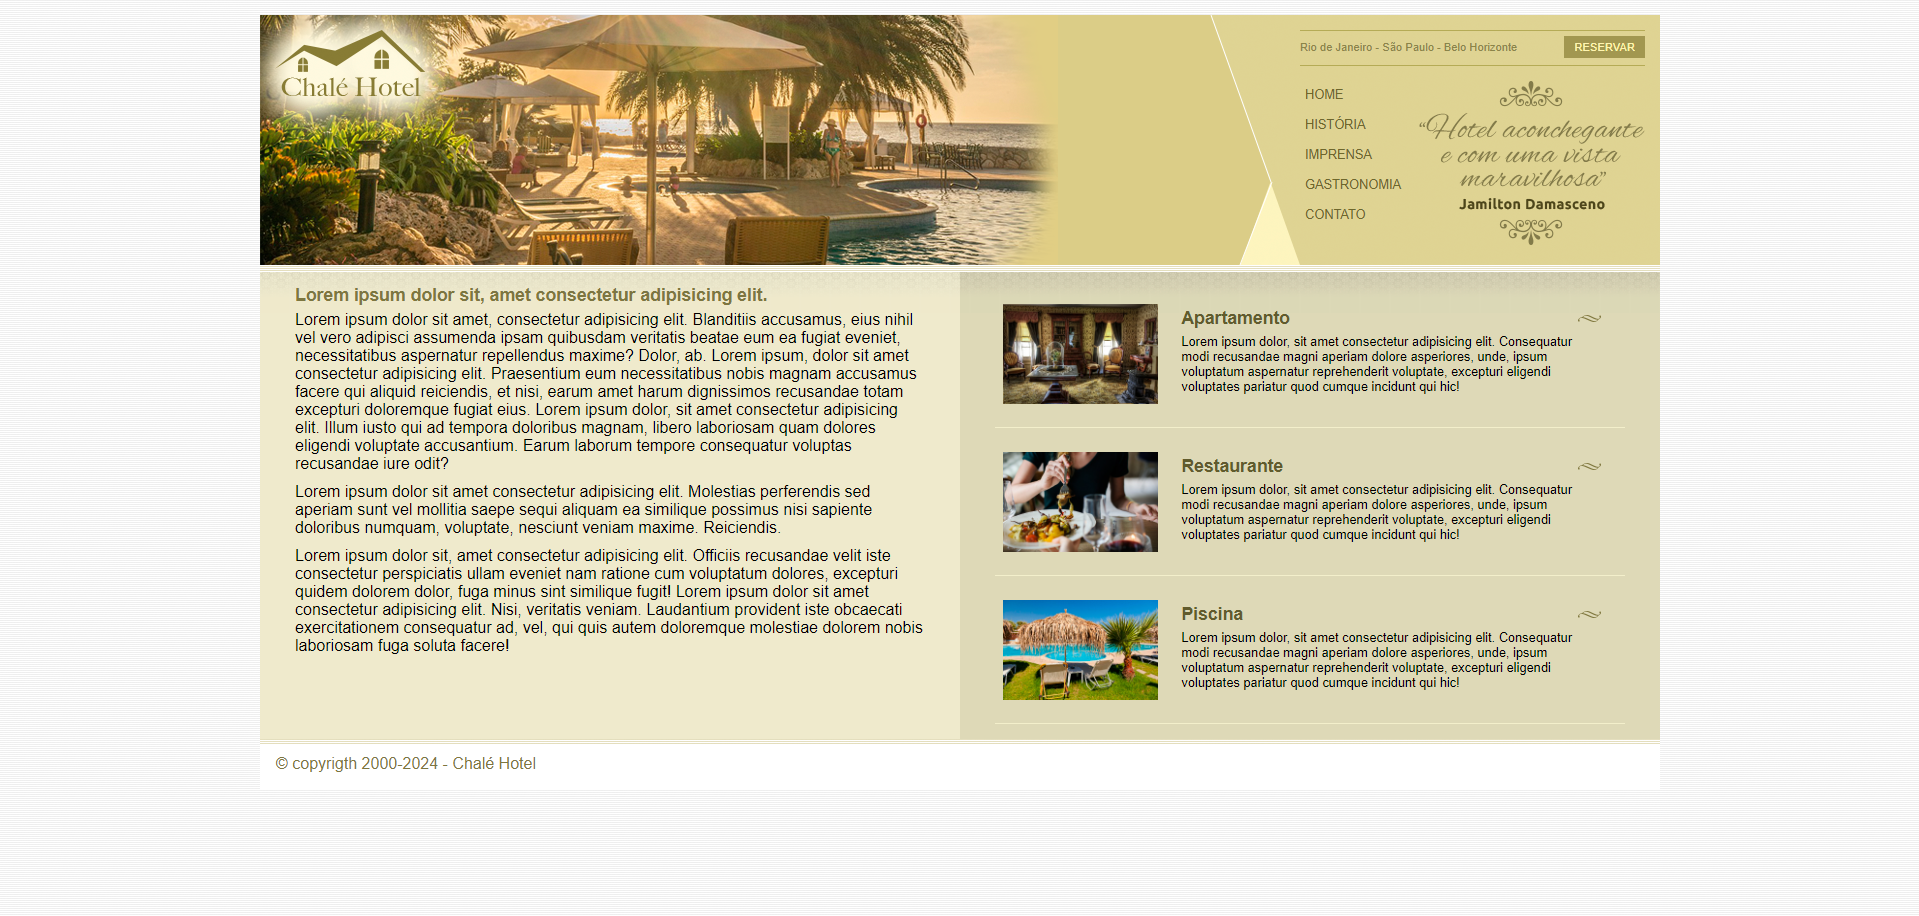 Chalé Hotel
Rio de Janeiro - São Paulo - Belo Horizonte
RESERVAR
HOME
HISTÓRIA
IMPRENSA
GASTRONOMIA
CONTATO
“Hotel aconchegante
e com uma vista
maravilhosa”
Jamilton Damasceno
Lorem ipsum dolor sit, amet consectetur adipisicing elit.
Lorem ipsum dolor sit amet, consectetur adipisicing elit. Blanditiis accusamus, eius nihil
vel vero adipisci assumenda ipsam quibusdam veritatis beatae eum ea fugiat eveniet,
necessitatibus aspernatur repellendus maxime? Dolor, ab. Lorem ipsum, dolor sit amet
consectetur adipisicing elit. Praesentium eum necessitatibus nobis magnam accusamus
facere qui aliquid reiciendis, et nisi, earum amet harum dignissimos recusandae totam
excepturi doloremque fugiat eius. Lorem ipsum dolor, sit amet consectetur adipisicing
elit. Illum iusto qui ad tempora doloribus magnam, libero laboriosam quam dolores
eligendi voluptate accusantium. Earum laborum tempore consequatur voluptas
recusandae iure odit?
Lorem ipsum dolor sit amet consectetur adipisicing elit. Molestias perferendis sed
aperiam sunt vel mollitia saepe sequi aliquam ea similique possimus nisi sapiente
doloribus numquam, voluptate, nesciunt veniam maxime. Reiciendis.
Lorem ipsum dolor sit, amet consectetur adipisicing elit. Officiis recusandae velit iste
consectetur perspiciatis ullam eveniet nam ratione cum voluptatum dolores, excepturi
quidem dolorem dolor, fuga minus sint similique fugit! Lorem ipsum dolor sit amet
consectetur adipisicing elit. Nisi, veritatis veniam. Laudantium provident iste obcaecati
exercitationem consequatur ad, vel, qui quis autem doloremque molestiae dolorem nobis
laboriosam fuga soluta facere!
Apartamento
Lorem ipsum dolor, sit amet consectetur adipisicing elit. Consequatur
modi recusandae magni aperiam dolore asperiores, unde, ipsum
voluptatum aspernatur reprehenderit voluptate, excepturi eligendi
voluptates pariatur quod cumque incidunt qui hic!
Restaurante
Lorem ipsum dolor, sit amet consectetur adipisicing elit. Consequatur
modi recusandae magni aperiam dolore asperiores, unde, ipsum
voluptatum aspernatur reprehenderit voluptate, excepturi eligendi
voluptates pariatur quod cumque incidunt qui hic!
Piscina
Lorem ipsum dolor, sit amet consectetur adipisicing elit. Consequatur
modi recusandae magni aperiam dolore asperiores, unde, ipsum
voluptatum aspernatur reprehenderit voluptate, excepturi eligendi
voluptates pariatur quod cumque incidunt qui hic!
© copyrigth 2000-2024 - Chalé Hotel